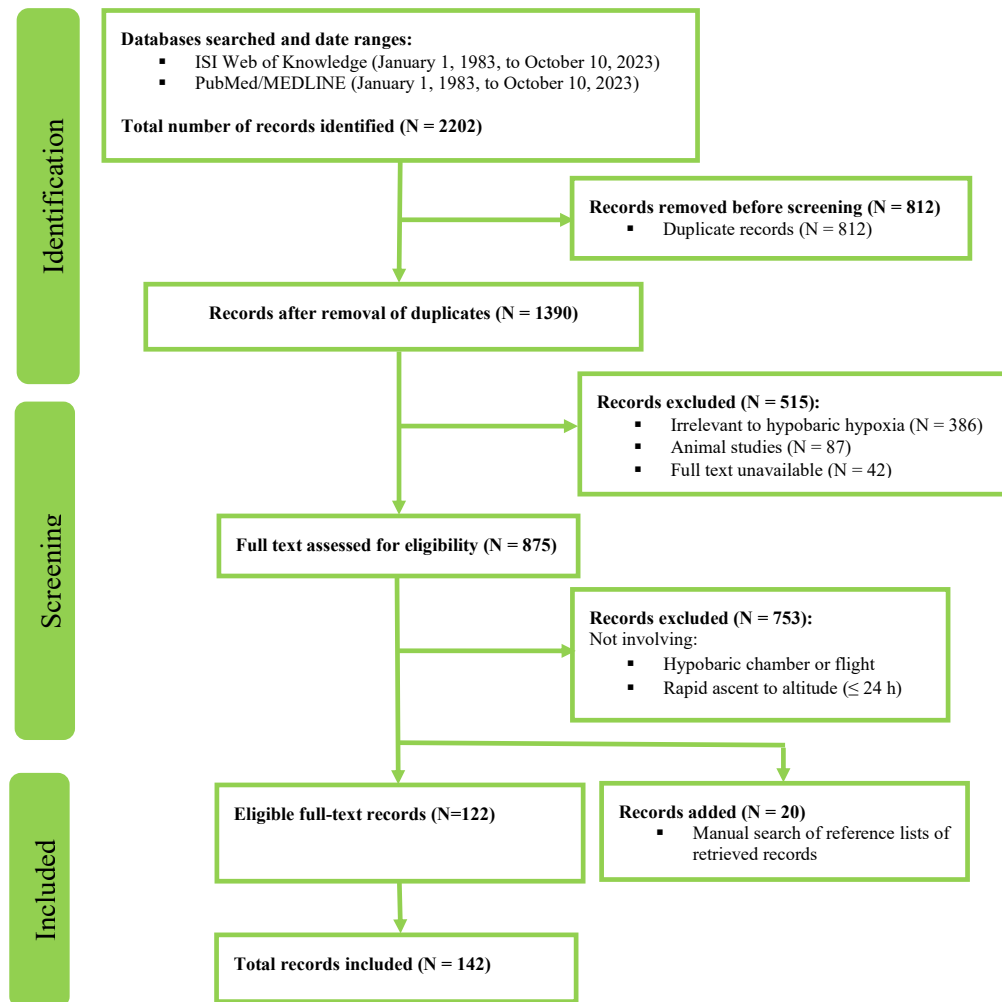 Databases searched and date ranges:
▪ ISI Web of Knowledge (January 1, 1983, to October 10, 2023)
▪ PubMed/MEDLINE (January 1, 1983, to October 10, 2023)
Total number of records identified (N = 2202)
Identification
Records removed before screening (N = 812)
▪ Duplicate records (N = 812)
Records after removal of duplicates (N = 1390)
Screening
Records excluded (N = 515):
▪ Irrelevant to hypobaric hypoxia (N = 386)
▪ Animal studies (N = 87)
▪ Full text unavailable (N = 42)
Full text assessed for eligibility (N = 875)
Records excluded (N = 753):
Not involving:
▪ Hypobaric chamber or flight
▪ Rapid ascent to altitude (≤ 24 h)
Included
Eligible full-text records (N=122)
Records added (N = 20)
▪ Manual search of reference lists of
retrieved records
Total records included (N = 142)